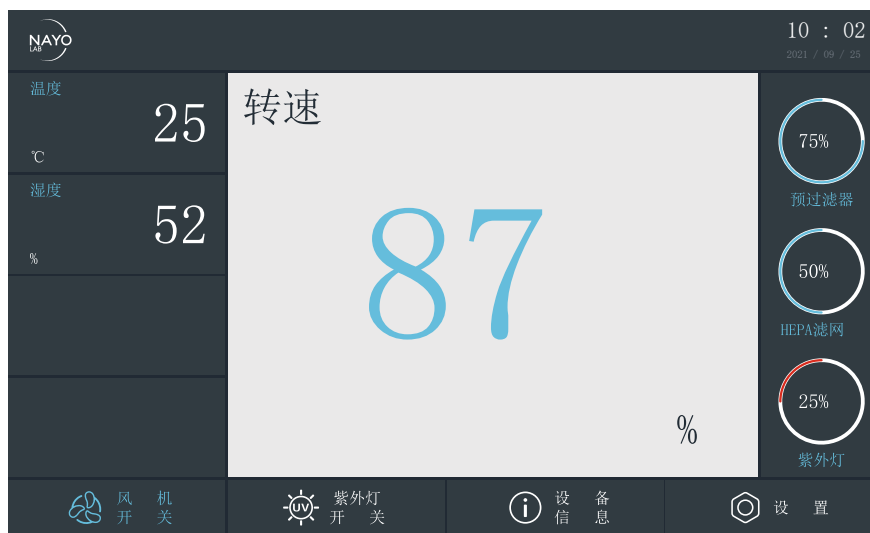 NAYO
LAB
10 : 02
2021 / 09 / 25
温度
25
℃
湿度
52
%
转速
87
%
75%
预过滤器
50%
HEPA滤网
25%
紫外灯
风 机
开 关
UV
紫外灯
开 关
设 备
信 息
设 置